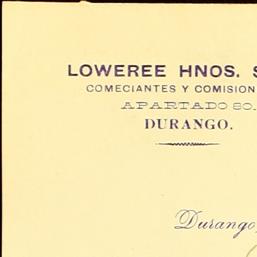 LOWEREE HNOS. S
COMECIANTES Y COMISION
APARTADO 80.
DURANGO.
Durango,